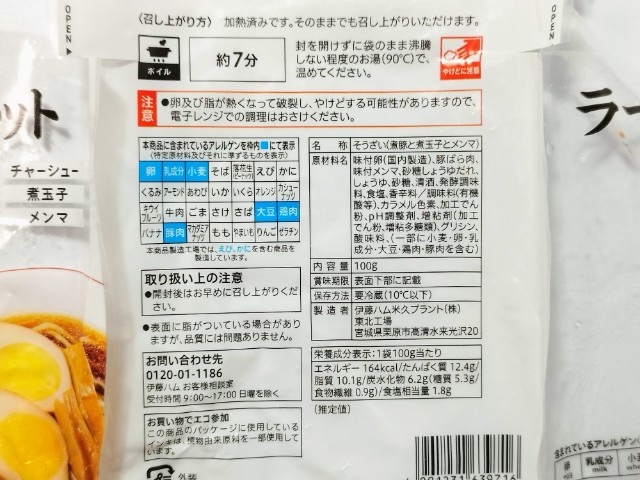 OPEN
OPEN
〈召し上がり方〉 加熱済みです。そのままでも召し上がりいただけます。
ボイル
約7分
封を開けずに袋のまま沸騰
しない程度のお湯(90℃)で、
温めてください。
やけどに注意
注意
●卵及び脂が熱くなって破裂し、やけどする可能性がありますので、
電子レンジでの調理はおさけください。
本商品に含まれているアレルゲンを枠内■にて表示
(特定原材料及びそれに準ずるものを表示)
卵 乳成分 小麦 そば 落花生(ピーナッツ) えび かに
くるみ アーモンド あわび いか いくら オレンジ カシューナッツ
キウイフルーツ 牛肉 ごま さけ さば 大豆 鶏肉
バナナ 豚肉 マカダミアナッツ もも やまいも りんご ゼラチン
本商品製造工場では、えび、かにを含む商品を
製造しています。
取り扱い上の注意
●開封後はお早めに召し上がりくだ
さい。
●表面に脂がついている場合があり
ますが、品質には問題ありません。
お問い合わせ先
0120-01-1186
伊藤ハム お客様相談室
受付時間 9:00〜17:00 日曜を除く
お買い物でエコ参加
この商品のパッケージに使用している
インキは、植物由来原料を一部使用して
います。
外装
名称 そうざい(煮豚と煮玉子とメンマ)
原材料名 味付卵(国内製造)、豚ばら肉、
味付メンマ、砂糖しょうゆだれ、
しょうゆ、砂糖、清酒、発酵調味
料、食塩、香辛料／調味料(有機
酸等)、カラメル色素、加工でん
粉、pH調整剤、増粘剤(加工
でん粉、増粘多糖類)、グリシン、
酸味料、(一部に小麦・卵・乳
成分・大豆・鶏肉・豚肉を含む)
内容量 100g
賞味期限 表面下部に記載
保存方法 要冷蔵(10℃以下)
製造者 伊藤ハム米久プラント(株)
東北工場
宮城県栗原市高清水来光沢20
栄養成分表示:1袋100g当たり
エネルギー 164kcal/たんぱく質 12.4g/
脂質 10.1g/炭水化物 6.2g(糖質 5.3g/
食物繊維 0.9g)/食塩相当量 1.8g
(推定値)
ット
チャーシュー
煮玉子
メンマ
ラー
含まれているアレルゲン
卵 乳成分 小麦
milk